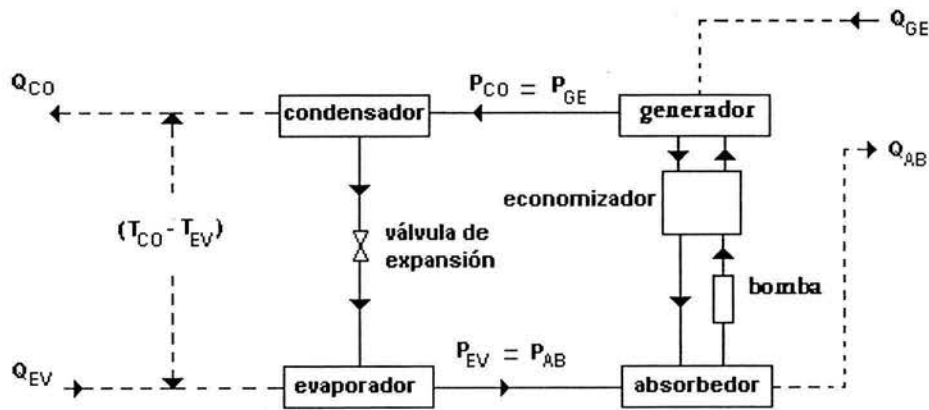 Q_GE
Q_CO
P_CO = P_GE
condensador
generador
Q_AB
economizador
(T_CO - T_EV)
válvula de
expansión
bomba
P_EV = P_AB
Q_EV
evaporador
absorbedor